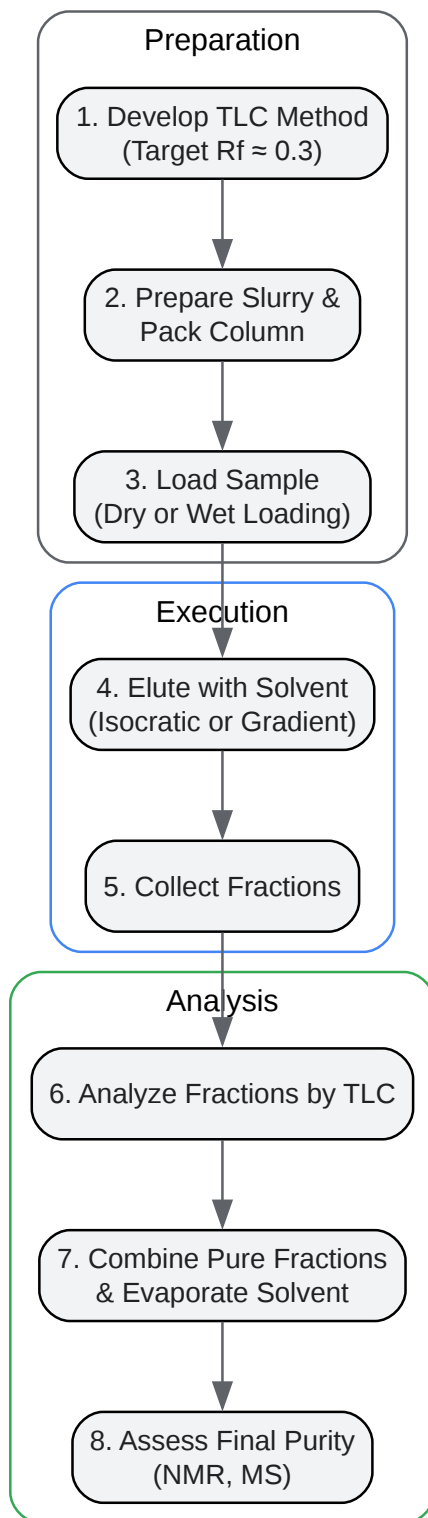 Preparation
1. Develop TLC Method
(Target Rf ≈ 0.3)
2. Prepare Slurry &
Pack Column
3. Load Sample
(Dry or Wet Loading)
Execution
4. Elute with Solvent
(Isocratic or Gradient)
5. Collect Fractions
Analysis
6. Analyze Fractions by TLC
7. Combine Pure Fractions
& Evaporate Solvent
8. Assess Final Purity
(NMR, MS)